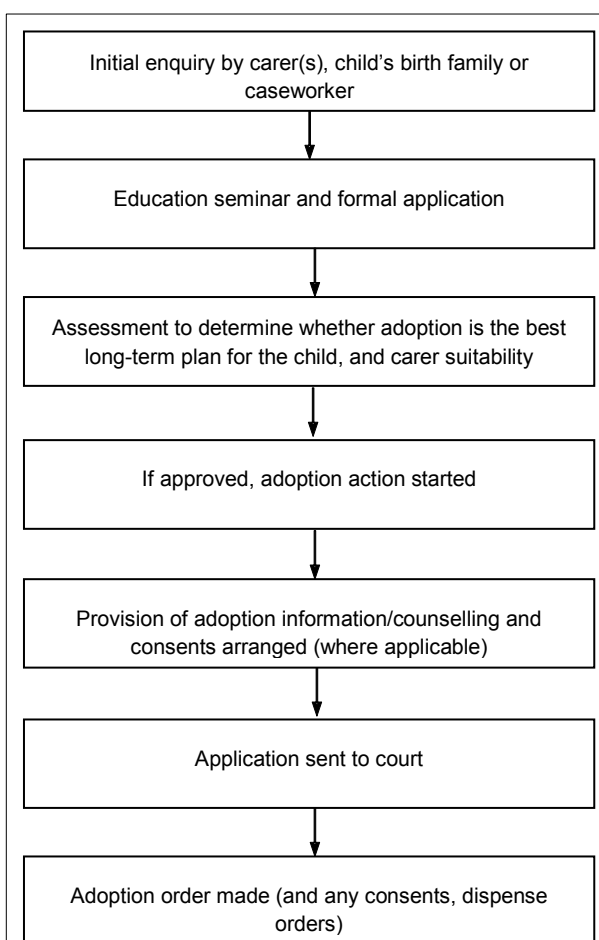 Initial enquiry by carer(s), child’s birth family or
caseworker
Education seminar and formal application
Assessment to determine whether adoption is the best
long-term plan for the child, and carer suitability
If approved, adoption action started
Provision of adoption information/counselling and
consents arranged (where applicable)
Application sent to court
Adoption order made (and any consents, dispense
orders)